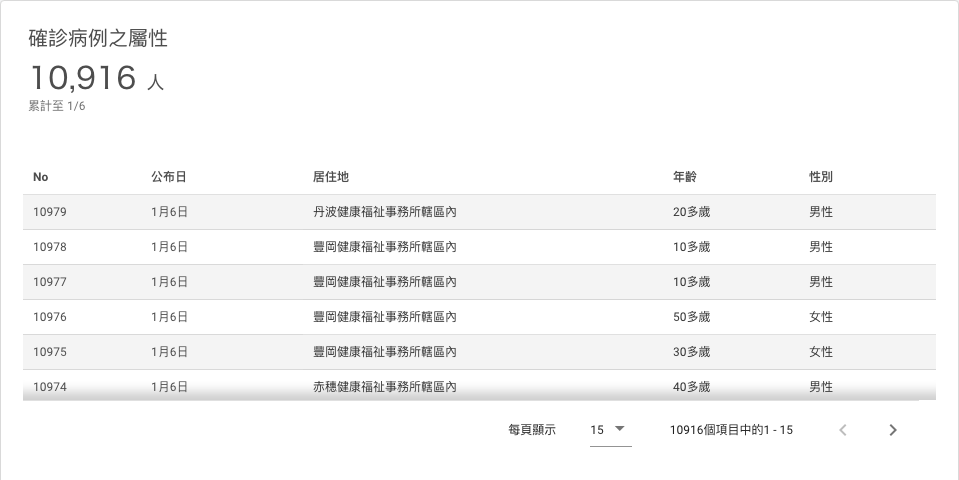 確診病例之屬性
10,916 人
累計至 1/6
No 公布日 居住地 年齡 性別
10979 1月6日 丹波健康福祉事務所轄區內 20多歲 男性
10978 1月6日 豐岡健康福祉事務所轄區內 10多歲 男性
10977 1月6日 豐岡健康福祉事務所轄區內 10多歲 男性
10976 1月6日 豐岡健康福祉事務所轄區內 50多歲 女性
10975 1月6日 豐岡健康福祉事務所轄區內 30多歲 女性
10974 1月6日 赤穗健康福祉事務所轄區內 40多歲 男性
每頁顯示 15 10916個項目中的1 - 15